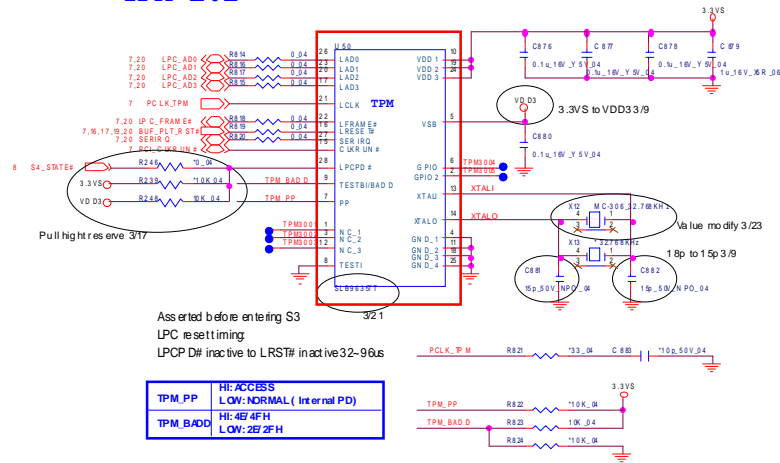 3.3VS
U50
7,20 LPC_AD0 R814 0_04 26 LAD0 VDD1 10
7,20 LPC_AD1 R816 0_04 23 LAD1 VDD2 19
7,20 LPC_AD2 R817 0_04 20 LAD2 VDD3 24
7,20 LPC_AD3 R815 0_04 17 LAD3
C876 C877 C878 C879
0.1u_16V_Y5V_04 0.1u_16V_Y5V_04 0.1u_16V_Y5V_04 1u_16V_X5R_06
7 PCLK_TPM 21 LCLK TPM
VDD3 3.3VS to VDD3 3/9
7,20 LPC_FRAME# R818 0_04 22 LFRAME# VSB 5
7,16,17,19,20 BUF_PLT_RST# R819 0_04 16 LRESET#
7,20 SERIRQ R820 0_04 27 SERIRQ
7 PCI_CLKRUN# 15 CLKRUN#
C880
0.1u_16V_Y5V_04
8 S4_STATE# R246 *0_04 28 LPCPD# GPIO 6 TPM3004
3.3VS R239 *10K_04 TPM_BADD 9 TESTBI/BADD GPIO2 2
VDD3 R248 10K_04 TPM_PP 7 PP XTALI 13 XTALI
XTALO 14 XTALO
X12 MC-306_32.768KHz
4 1
3 2
Value modify 3/23
Pull hight reserve 3/17
TPM3001 1 NC_1 GND_1 4
TPM3002 3 NC_2 GND_2 11
TPM3003 12 NC_3 GND_3 18
8 TESTI GND_4 25
X13 *32.768KHz
4 1
3 2
18p to 15p 3/9
C881 C882
15p_50V_NPO_04 15p_50V_NPO_04
SLB9635TT
3/21
Asserted before entering S3
LPC reset timing:
LPCPD# inactive to LRST# inactive 32~96us
PCLK_TPM R821 *33_04 C883 *10p_50V_04
TPM_PP HI: ACCESS
LOW: NORMAL ( Internal PD)
TPM_BADD HI: 4E/4FH
LOW: 2E/2FH
3.3VS
TPM_PP R822 *10K_04
TPM_BADD R823 10K_04
R824 *10K_04